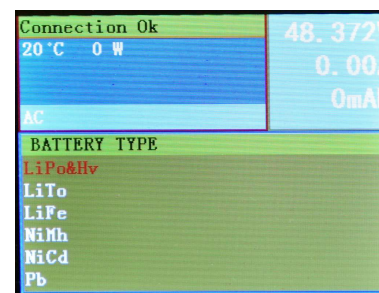 Connection Ok
20°C 0 W
AC
48.372
0.00
0mA
BATTERY TYPE
LiPo&Hv
LiTo
LiFe
NiMh
NiCd
Pb